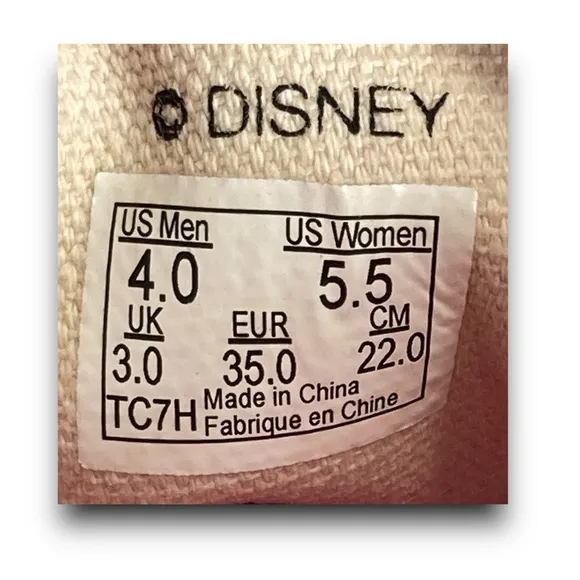 © DISNEY
US Men US Women
4.0 5.5
UK EUR CM
3.0 35.0 22.0
TC7H Made in China
Fabrique en Chine